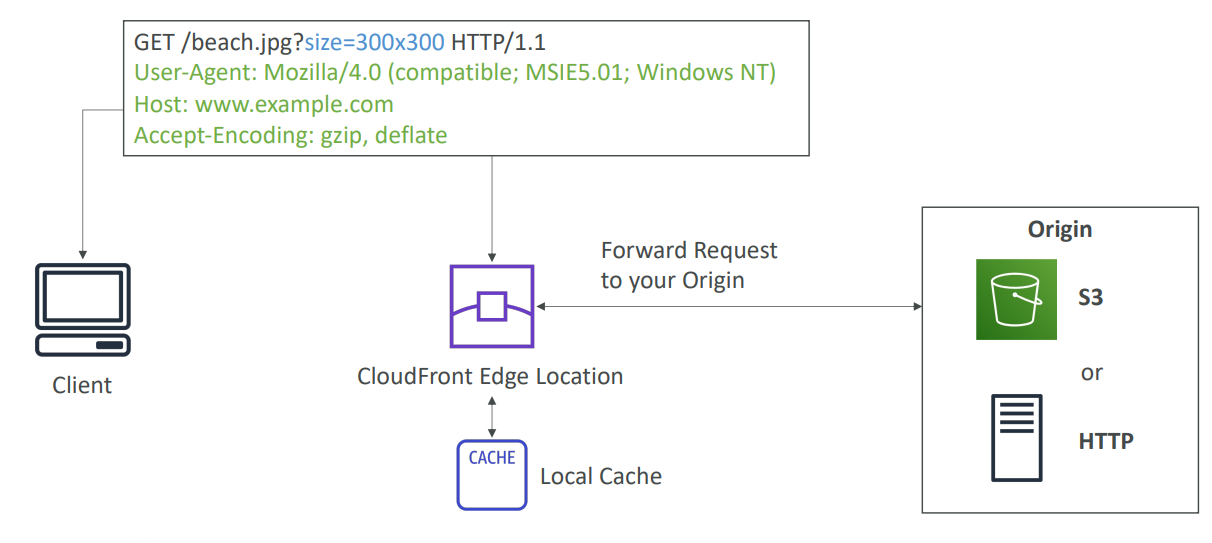 GET /beach.jpg?size=300x300 HTTP/1.1
User-Agent: Mozilla/4.0 (compatible; MSIE5.01; Windows NT)
Host: www.example.com
Accept-Encoding: gzip, deflate
Origin
Forward Request
to your Origin
S3
Client
CloudFront Edge Location
or
HTTP
CACHE
Local Cache